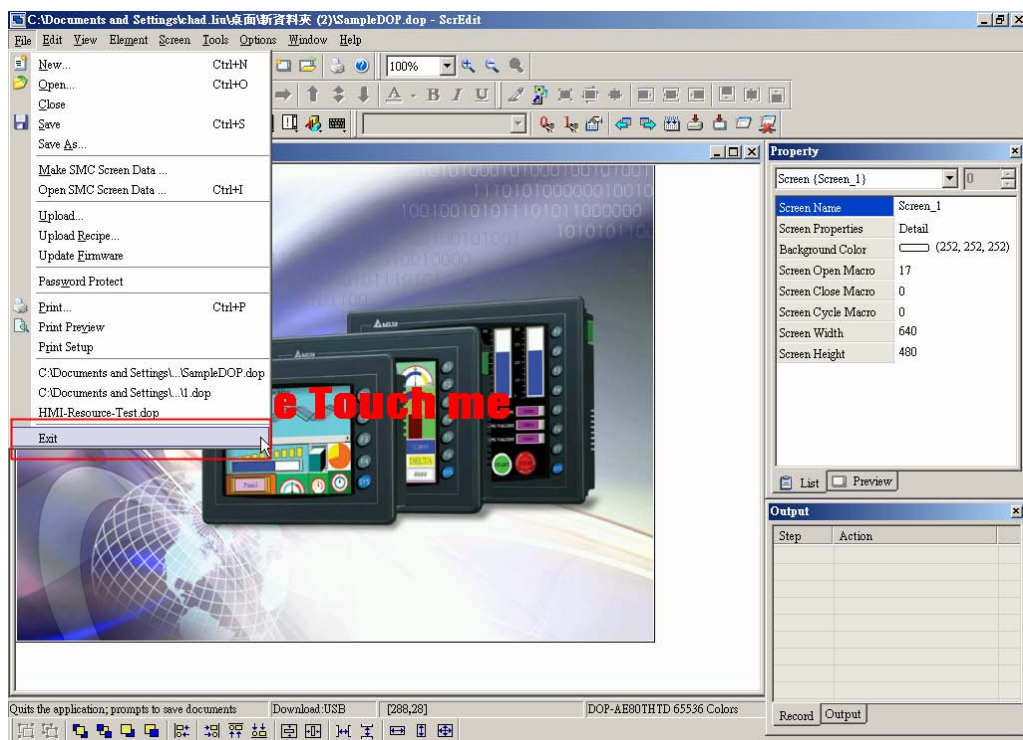 C:\Documents and Settings\chad.liu\桌面\新資料夾 (2)\SampleDOP.dop - ScrEdit
File Edit View Element Screen Tools Options Window Help
New... Ctrl+N
Open... Ctrl+O
Close
Save Ctrl+S
Save As...
Make SMC Screen Data ...
Open SMC Screen Data ... Ctrl+I
Upload...
Upload Recipe...
Update Firmware
Password Protect
Print... Ctrl+P
Print Preview
Print Setup
C:\Documents and Settings\...\SampleDOP.dop
C:\Documents and Settings\...\1.dop
HMI-Resource-Test.dop
Exit
100%
A B I U
e Touch me
DELTA
Property
Screen {Screen_1} 0
Screen Name Screen_1
Screen Properties Detail
Background Color (252, 252, 252)
Screen Open Macro 17
Screen Close Macro 0
Screen Cycle Macro 0
Screen Width 640
Screen Height 480
List Preview
Output
Step Action
Record Output
Quits the application; prompts to save documents Download:USB [288,28] DOP-AE80THTD 65536 Colors